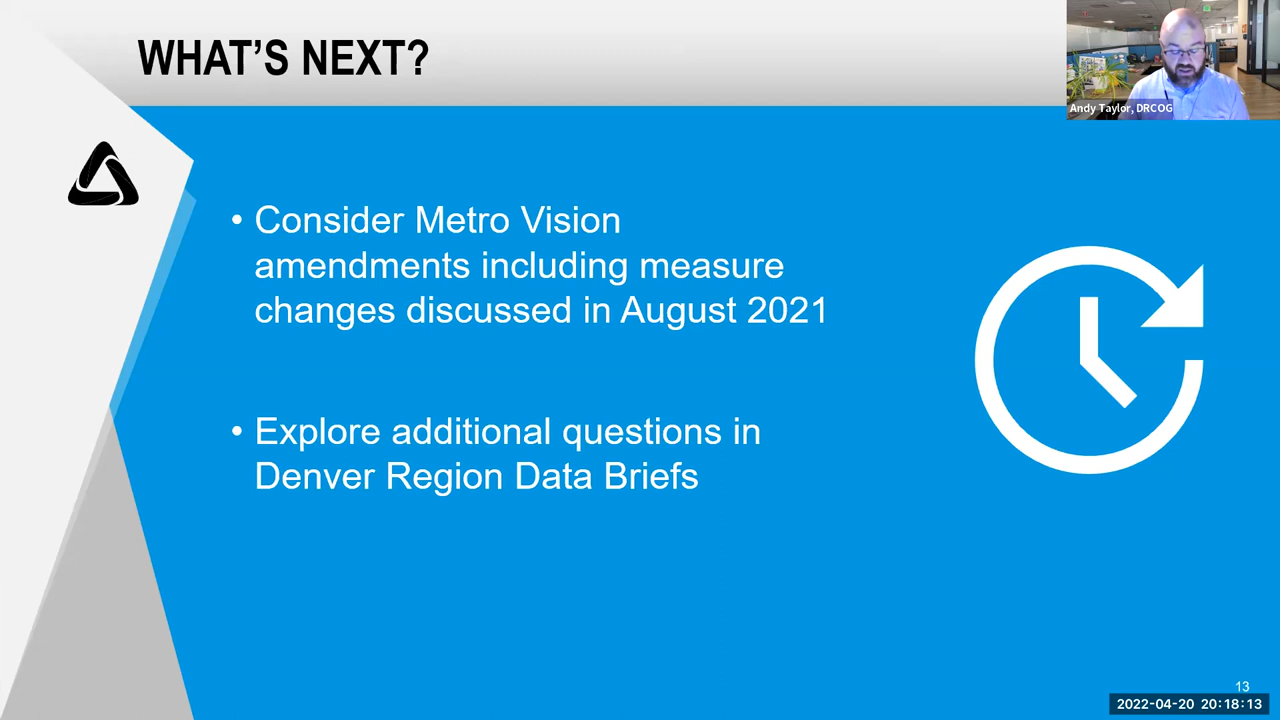 WHAT'S NEXT?
Andy Taylor, DRCOG
• Consider Metro Vision
amendments including measure
changes discussed in August 2021
• Explore additional questions in
Denver Region Data Briefs
13
2022-04-20 20:18:13